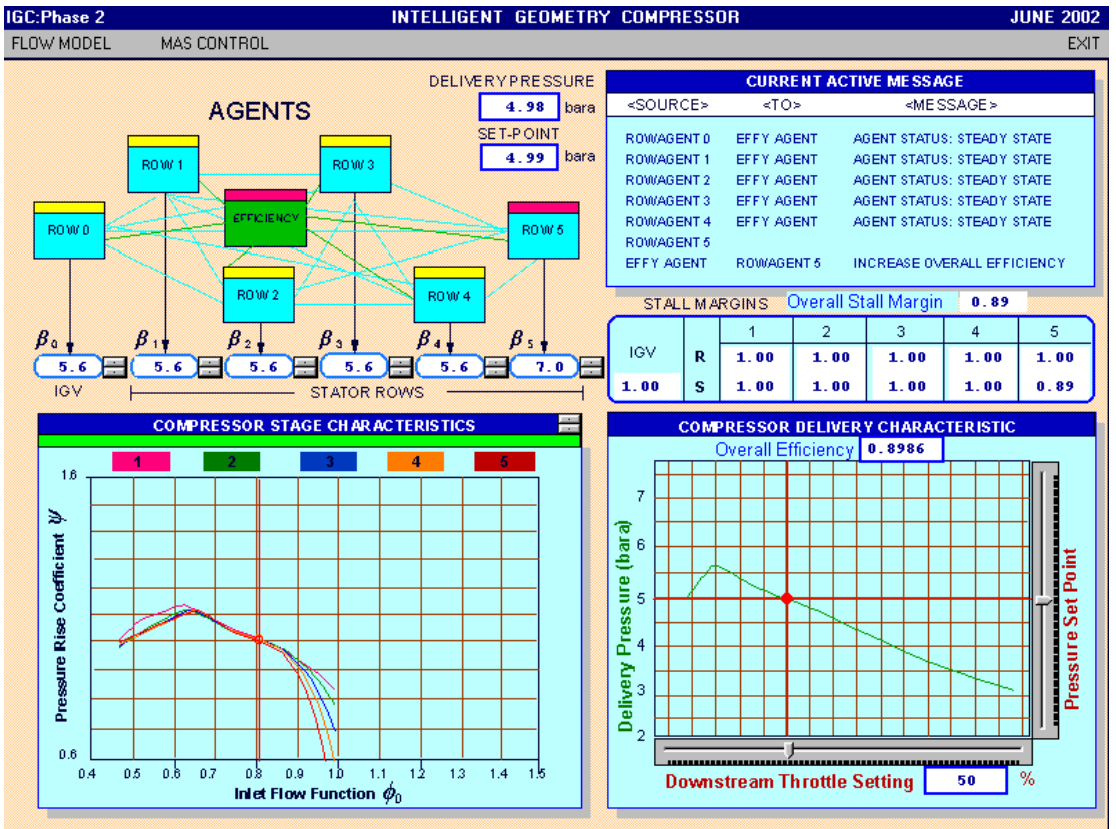 IGC:Phase 2 INTELLIGENT GEOMETRY COMPRESSOR JUNE 2002
FLOW MODEL MAS CONTROL EXIT
AGENTS
DELIVERY PRESSURE
4.98 bara
SET-POINT
4.99 bara
ROW 1
ROW 3
EFFICIENCY
ROW 0
ROW 5
ROW 2
ROW 4
β0 β1 β2 β3 β4 β5
5.6 5.6 5.6 5.6 5.6 7.0
IGV STATOR ROWS
CURRENT ACTIVE MESSAGE
<SOURCE> <TO> <MESSAGE>
ROWAGENT 0 EFFY AGENT AGENT STATUS: STEADY STATE
ROWAGENT 1 EFFY AGENT AGENT STATUS: STEADY STATE
ROWAGENT 2 EFFY AGENT AGENT STATUS: STEADY STATE
ROWAGENT 3 EFFY AGENT AGENT STATUS: STEADY STATE
ROWAGENT 4 EFFY AGENT AGENT STATUS: STEADY STATE
ROWAGENT 5
EFFY AGENT ROWAGENT 5 INCREASE OVERALL EFFICIENCY
STALL MARGINS Overall Stall Margin 0.89
1 2 3 4 5
IGV R 1.00 1.00 1.00 1.00 1.00
1.00 S 1.00 1.00 1.00 1.00 0.89
COMPRESSOR STAGE CHARACTERISTICS
1 2 3 4 5
1.6
Pressure Rise Coefficient ψ
0.6
0.4 0.5 0.6 0.7 0.8 0.9 1.0 1.1 1.2 1.3 1.4 1.5
Inlet Flow Function ϕ0
COMPRESSOR DELIVERY CHARACTERISTIC
Overall Efficiency 0.8986
Delivery Pressure (bara)
7
6
5
4
3
2
Pressure Set Point
Downstream Throttle Setting 50 %